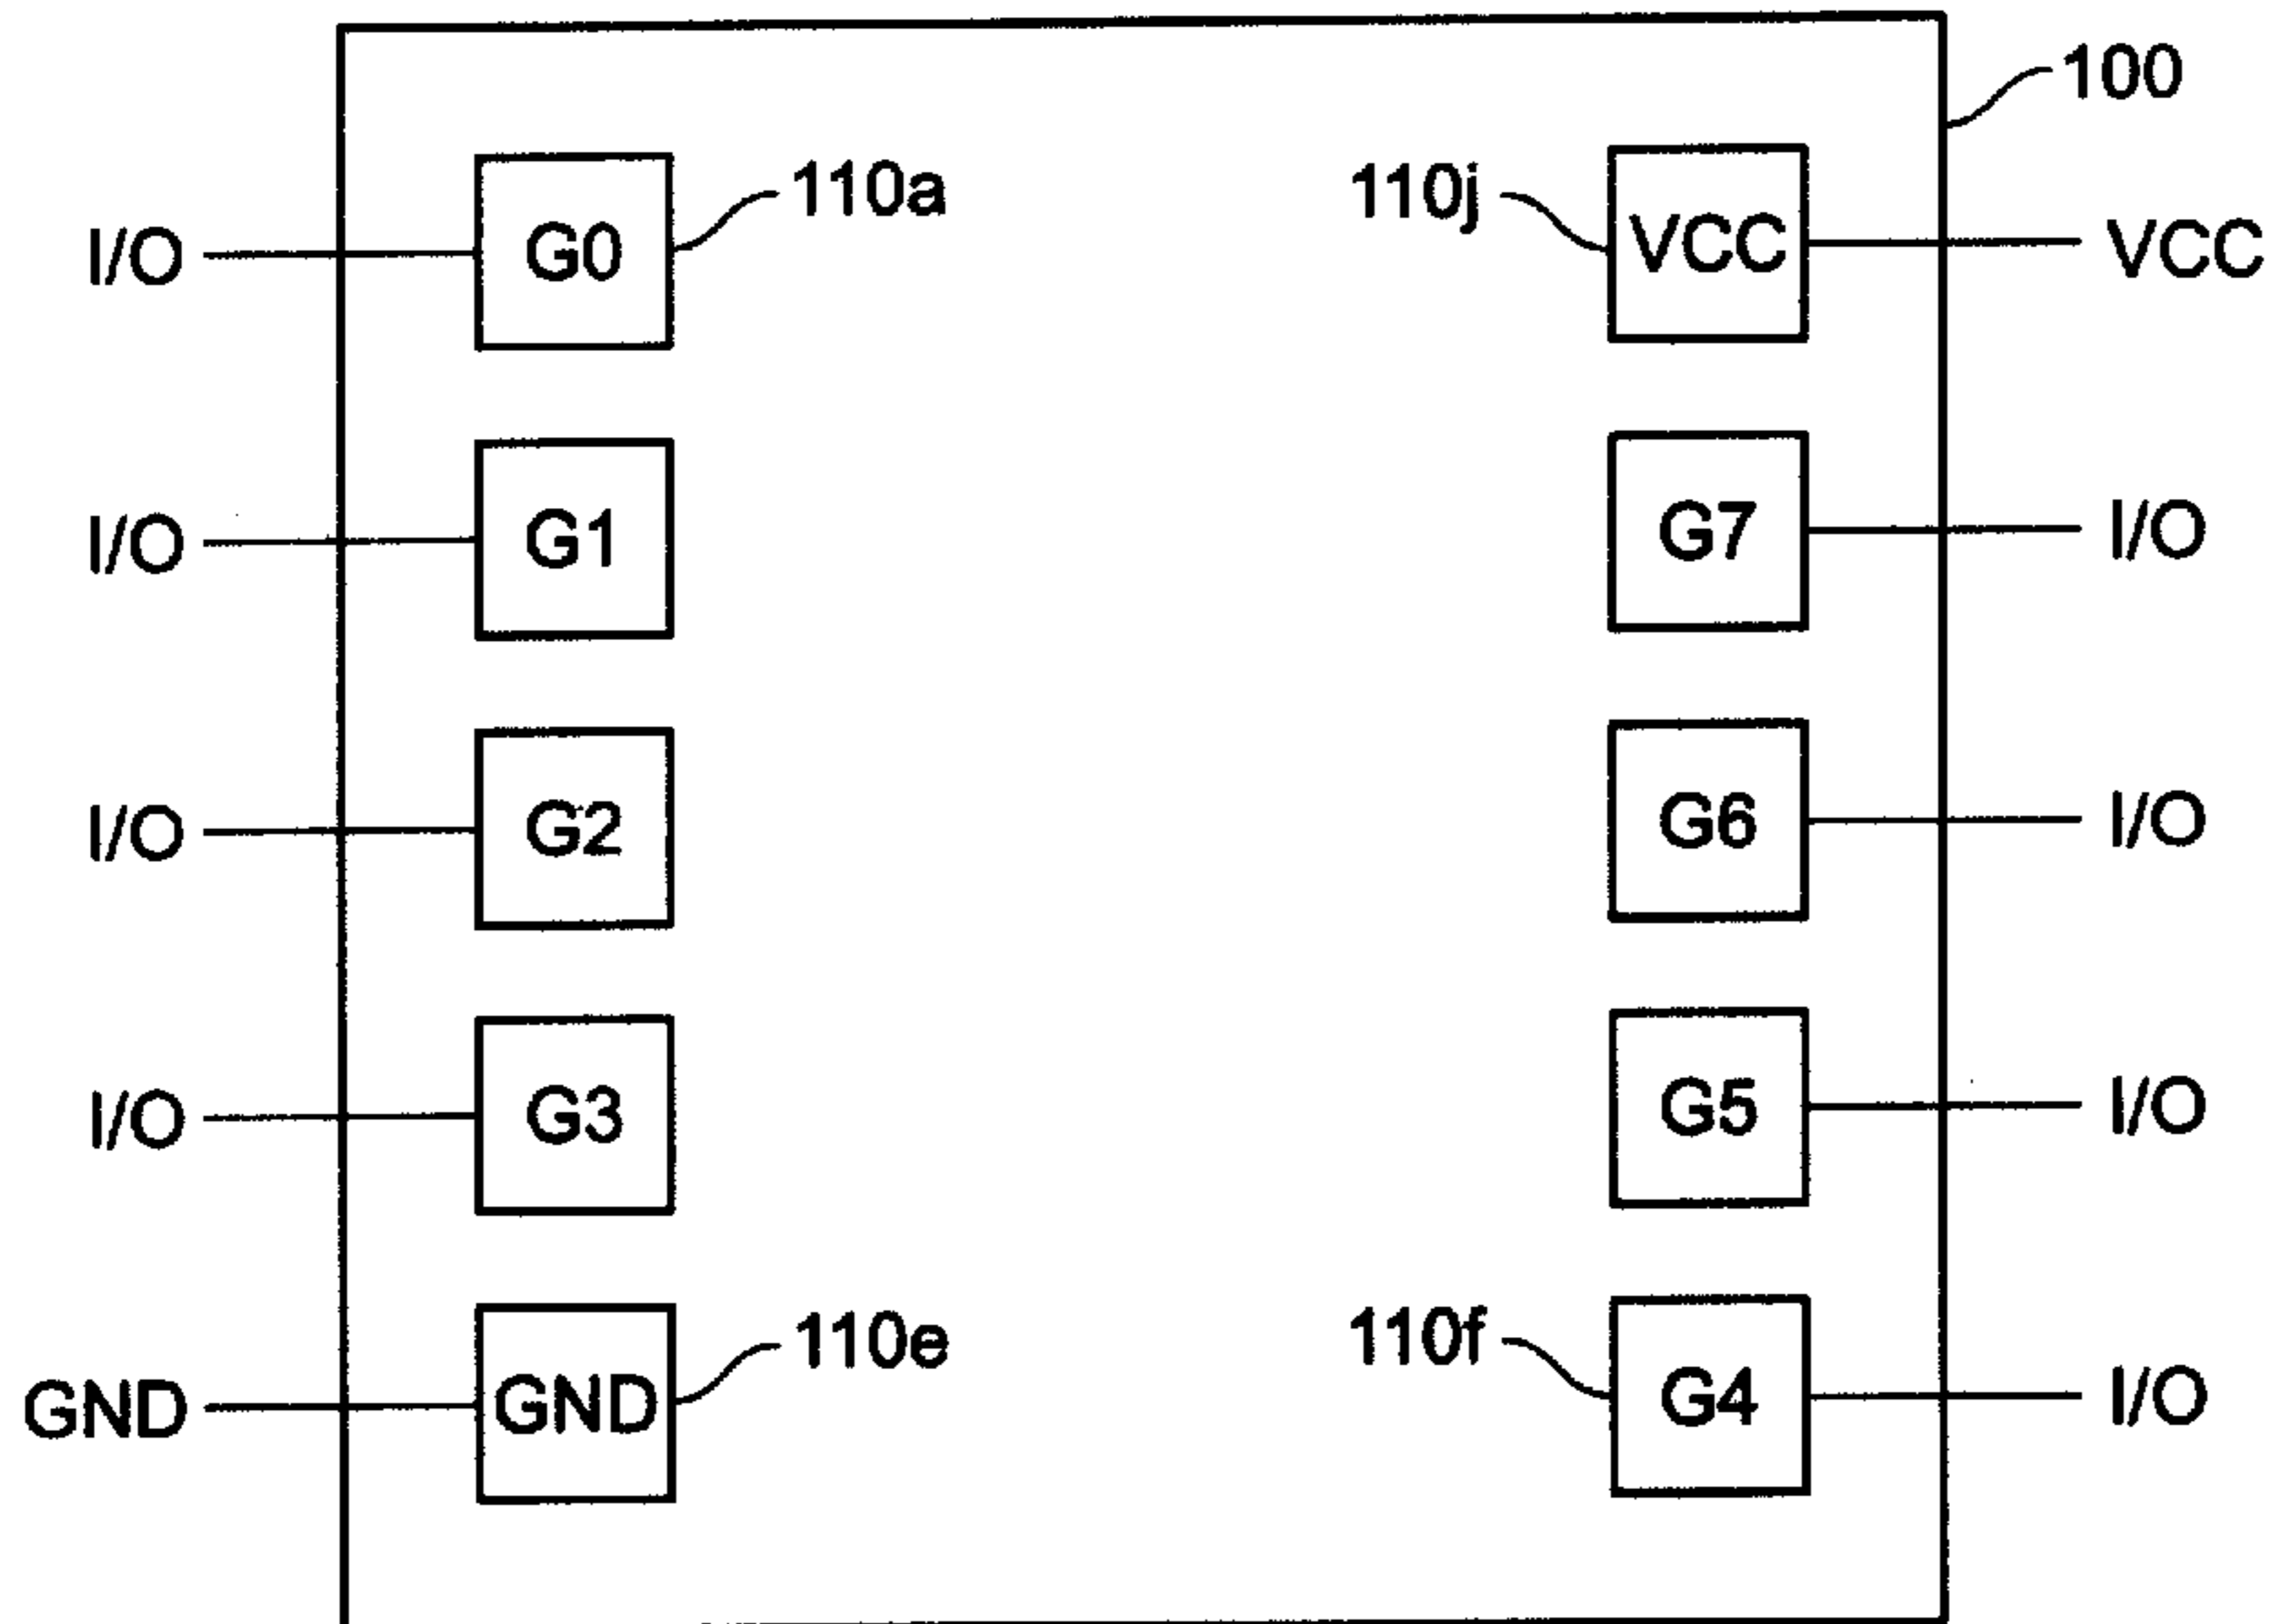 100
I/O G0 110a 110j VCC VCC
I/O G1 G7 I/O
I/O G2 G6 I/O
I/O G3 G5 I/O
GND GND 110e 110f G4 I/O